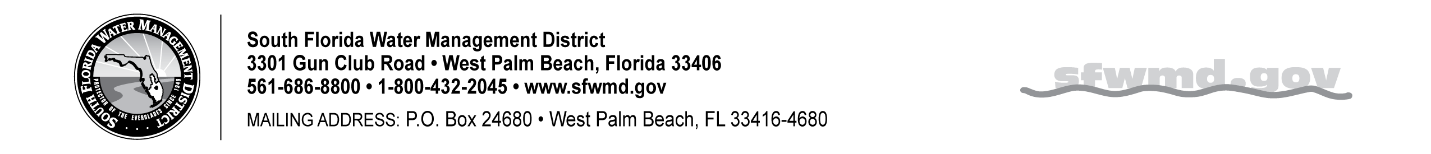 SOUTH FLORIDA WATER MANAGEMENT DISTRICT
South Florida Water Management District
3301 Gun Club Road • West Palm Beach, Florida 33406
561-686-8800 • 1-800-432-2045 • www.sfwmd.gov
MAILING ADDRESS: P.O. Box 24680 • West Palm Beach, FL 33416-4680
sfwmd.gov